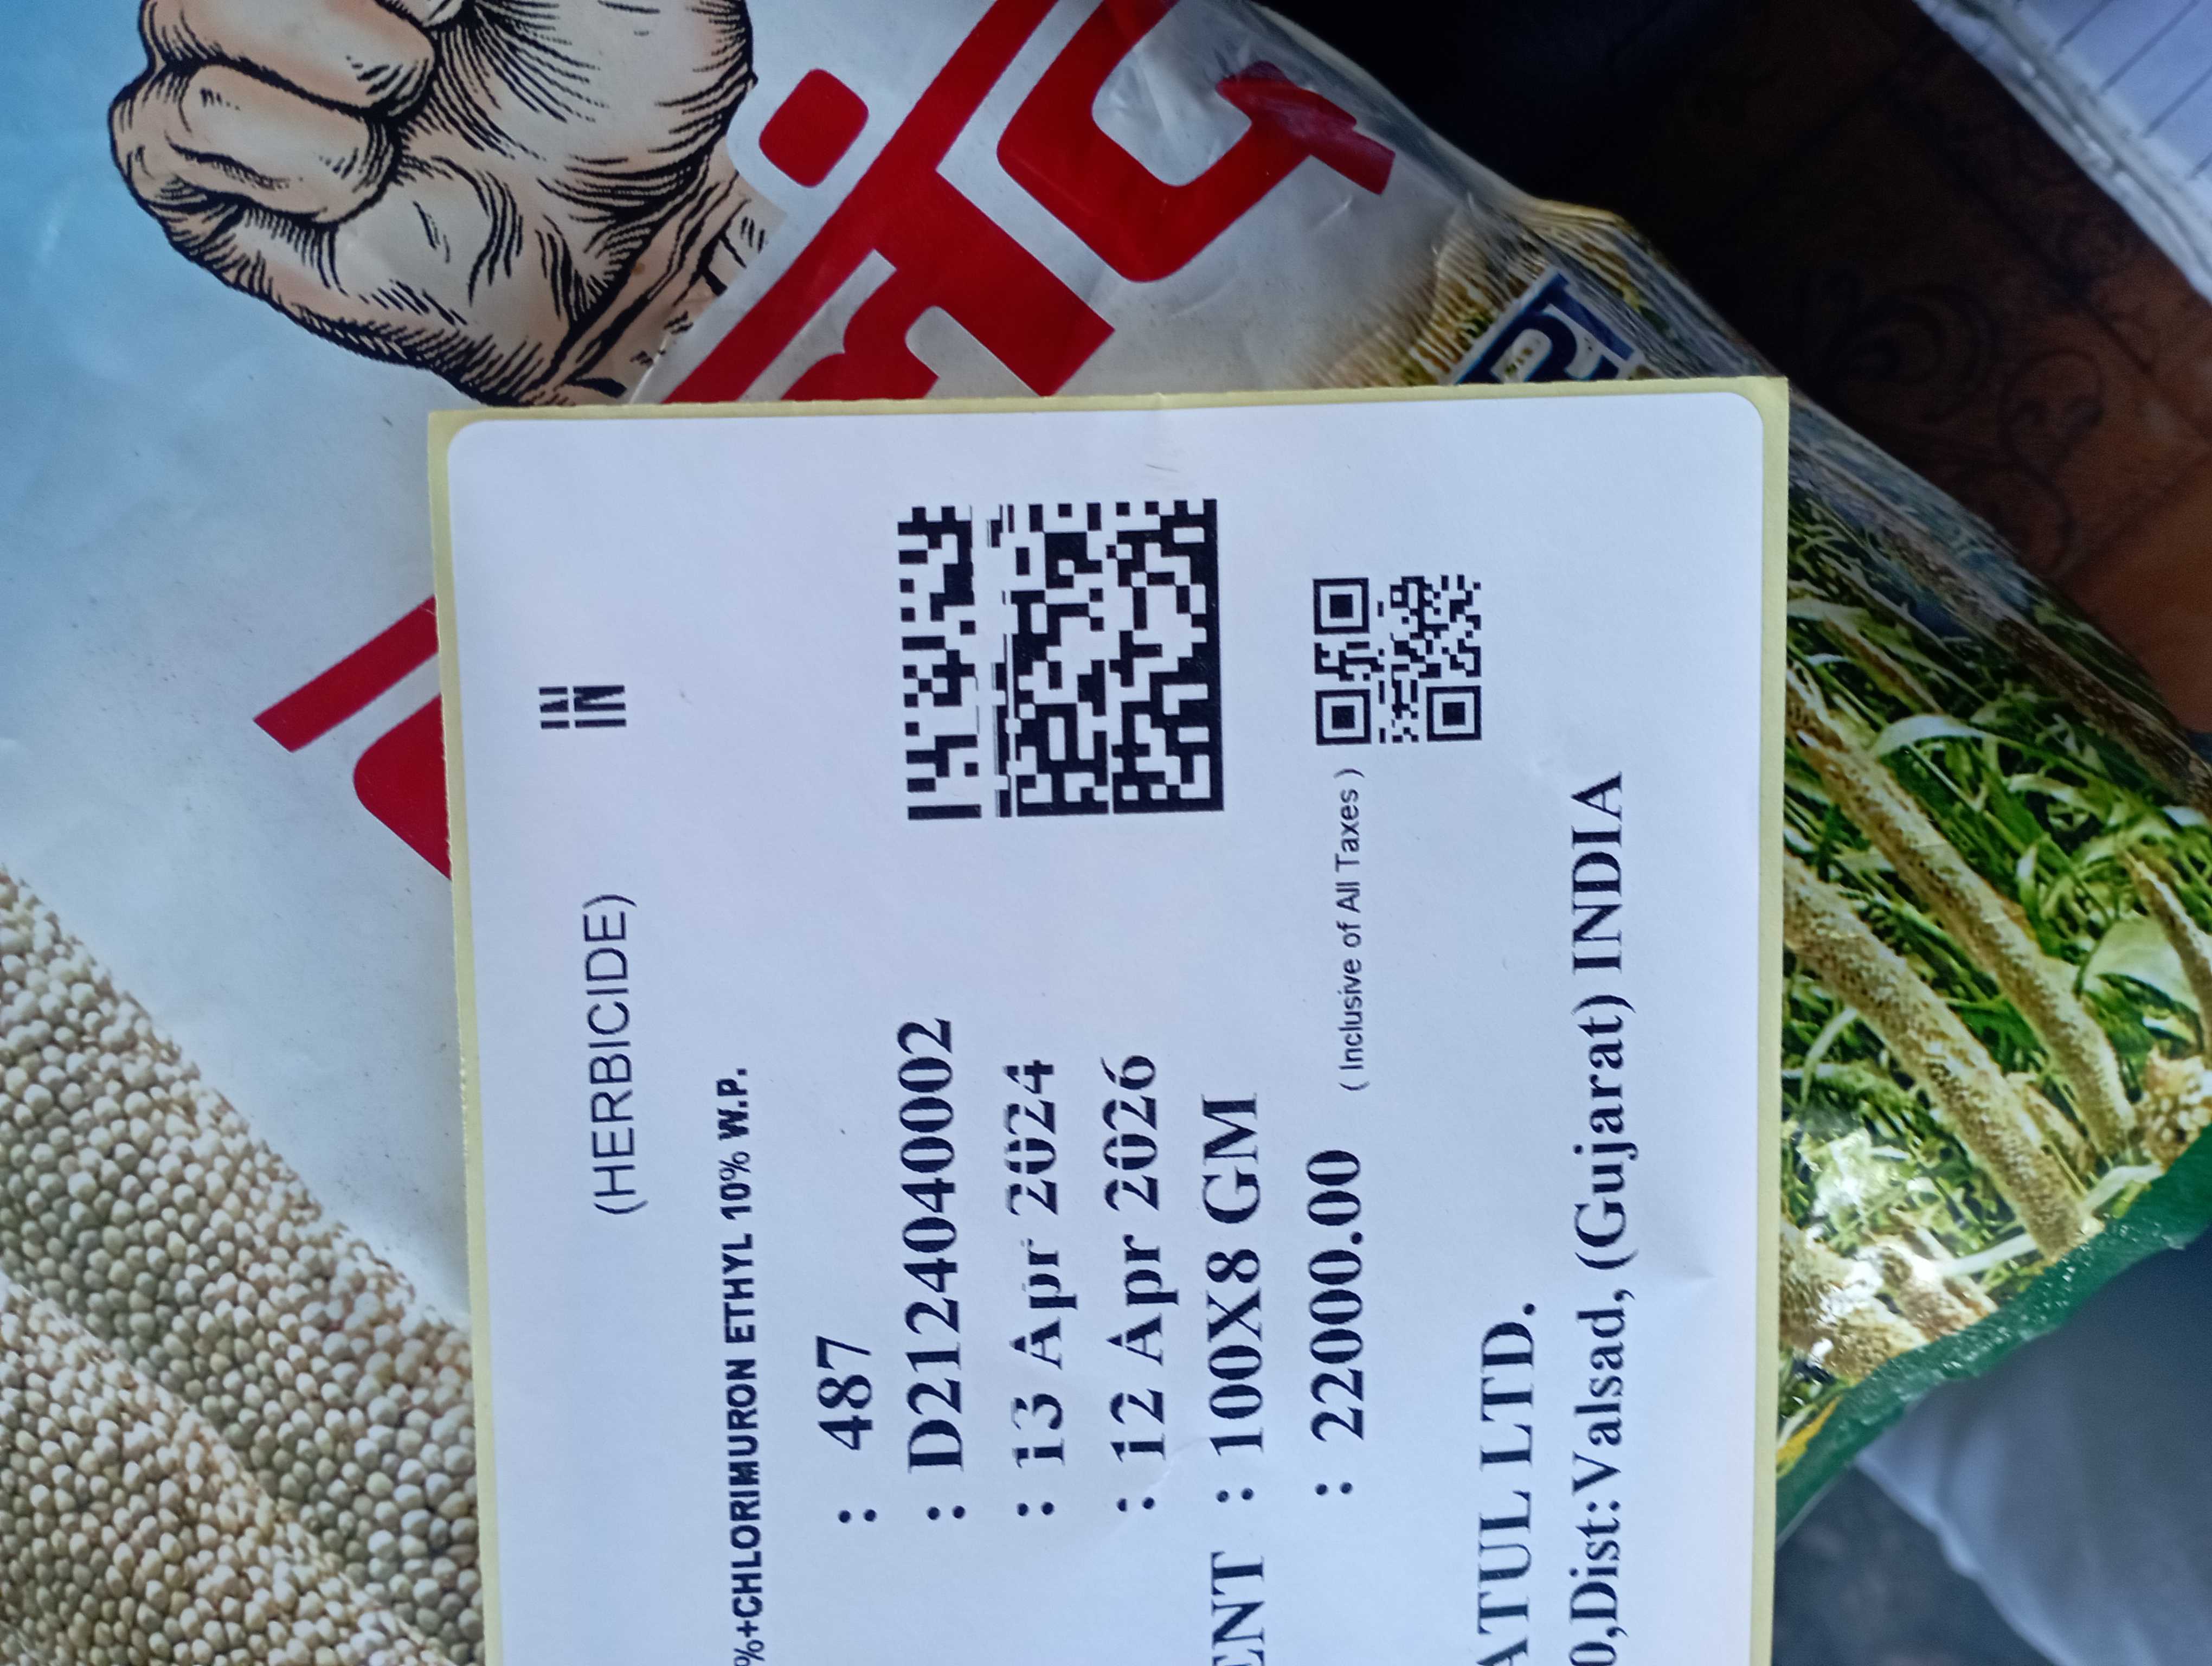 (HERBICIDE)
%+CHLORIMURON ETHYL 10% W.P.
: 487
: D2124040002
: 13 Apr 2024
: 12 Apr 2026
ENT : 100X8 GM
: 22000.00 ( Inclusive of All Taxes )
ATUL LTD.
0,Dist:Valsad, (Gujarat) INDIA